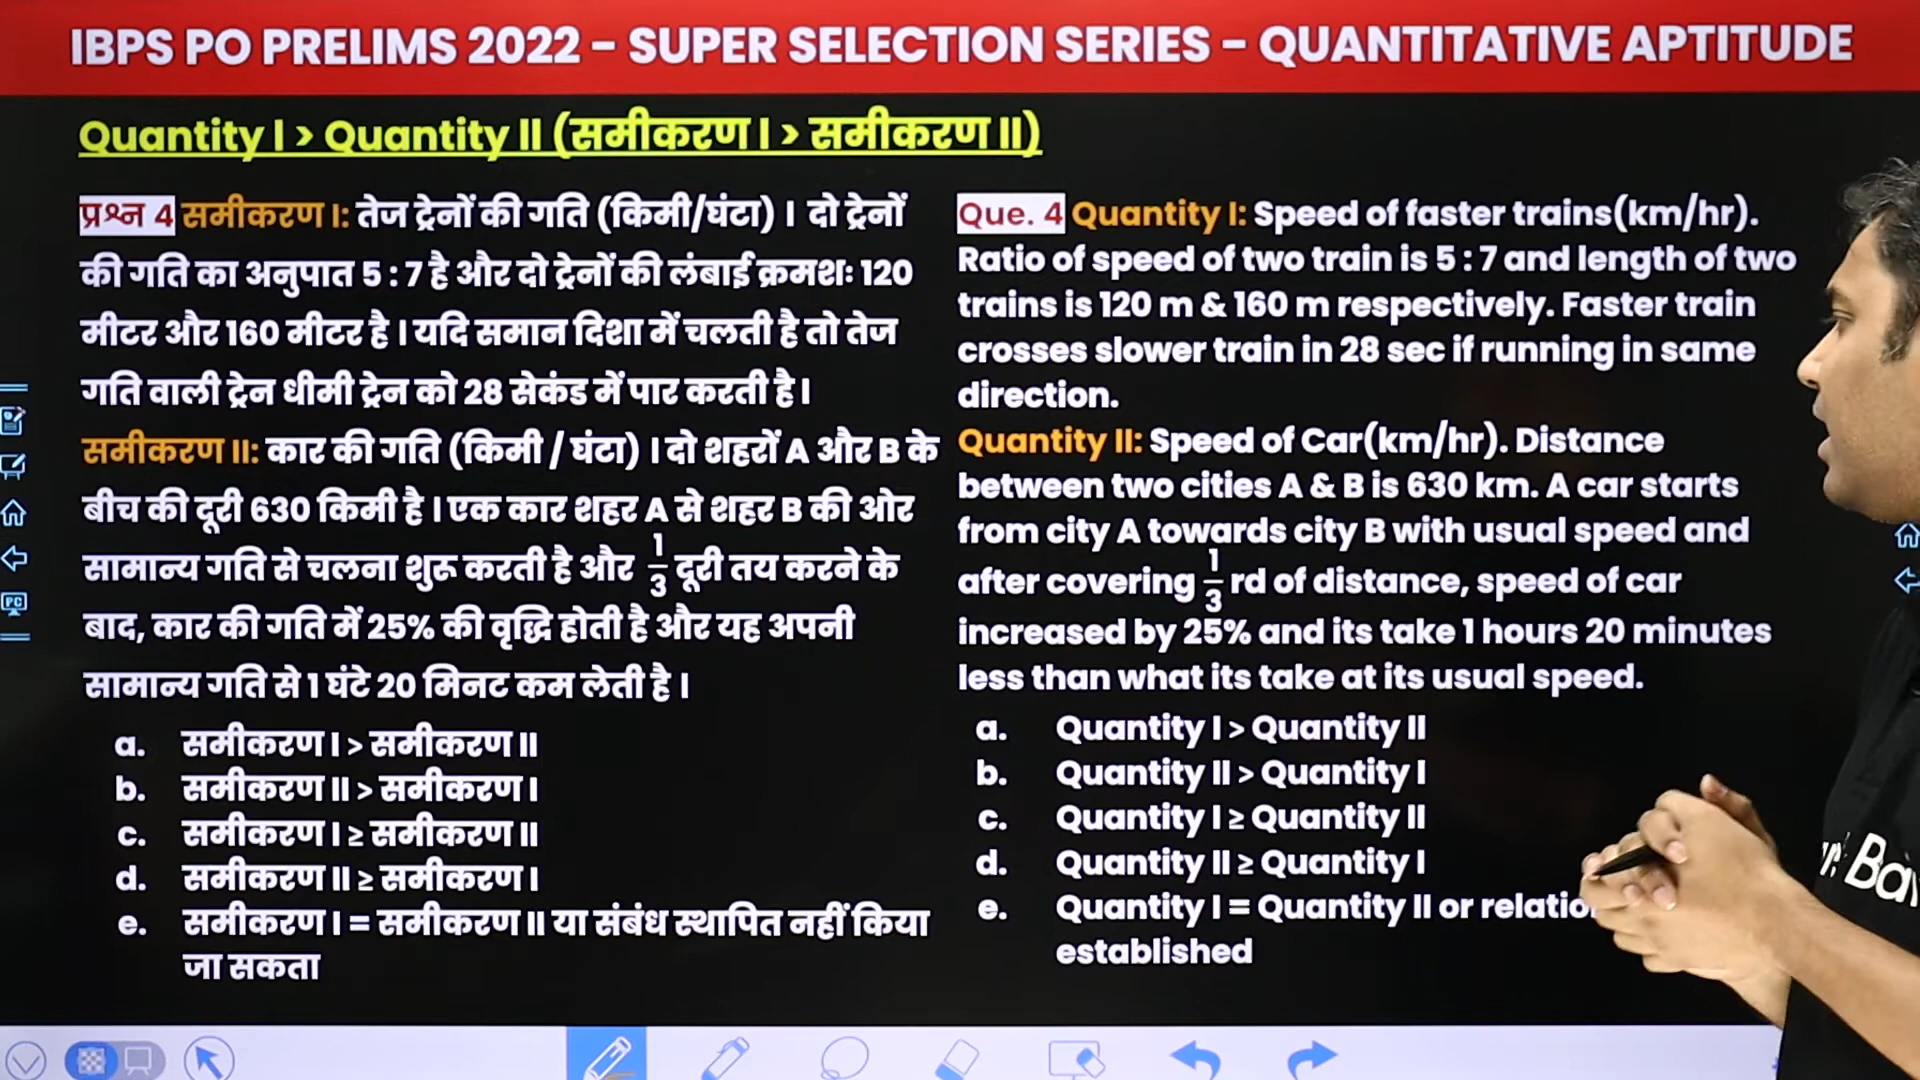 IBPS PO PRELIMS 2022 - SUPER SELECTION SERIES - QUANTITATIVE APTITUDE
Quantity I > Quantity II (समीकरण I > समीकरण II)
प्रश्न 4 समीकरण I: तेज ट्रेनों की गति (किमी/घंटा) । दो ट्रेनों
की गति का अनुपात 5 : 7 है और दो ट्रेनों की लंबाई क्रमशः 120
मीटर और 160 मीटर है । यदि समान दिशा में चलती है तो तेज
गति वाली ट्रेन धीमी ट्रेन को 28 सेकंड में पार करती है।
समीकरण II: कार की गति (किमी / घंटा) । दो शहरों A और B के
बीच की दूरी 630 किमी है । एक कार शहर A से शहर B की ओर
सामान्य गति से चलना शुरू करती है और 1/3 दूरी तय करने के
बाद, कार की गति में 25% की वृद्धि होती है और यह अपनी
सामान्य गति से 1 घंटे 20 मिनट कम लेती है ।
a. समीकरण I > समीकरण II
b. समीकरण II > समीकरण I
c. समीकरण I ≥ समीकरण II
d. समीकरण II ≥ समीकरण I
e. समीकरण I = समीकरण II या संबंध स्थापित नहीं किया
जा सकता
Que. 4 Quantity I: Speed of faster trains(km/hr).
Ratio of speed of two train is 5 : 7 and length of two
trains is 120 m & 160 m respectively. Faster train
crosses slower train in 28 sec if running in same
direction.
Quantity II: Speed of Car(km/hr). Distance
between two cities A & B is 630 km. A car starts
from city A towards city B with usual speed and
after covering 1/3 rd of distance, speed of car
increased by 25% and its take 1 hours 20 minutes
less than what its take at its usual speed.
a. Quantity I > Quantity II
b. Quantity II > Quantity I
c. Quantity I ≥ Quantity II
d. Quantity II ≥ Quantity I
e. Quantity I = Quantity II or
established
PC